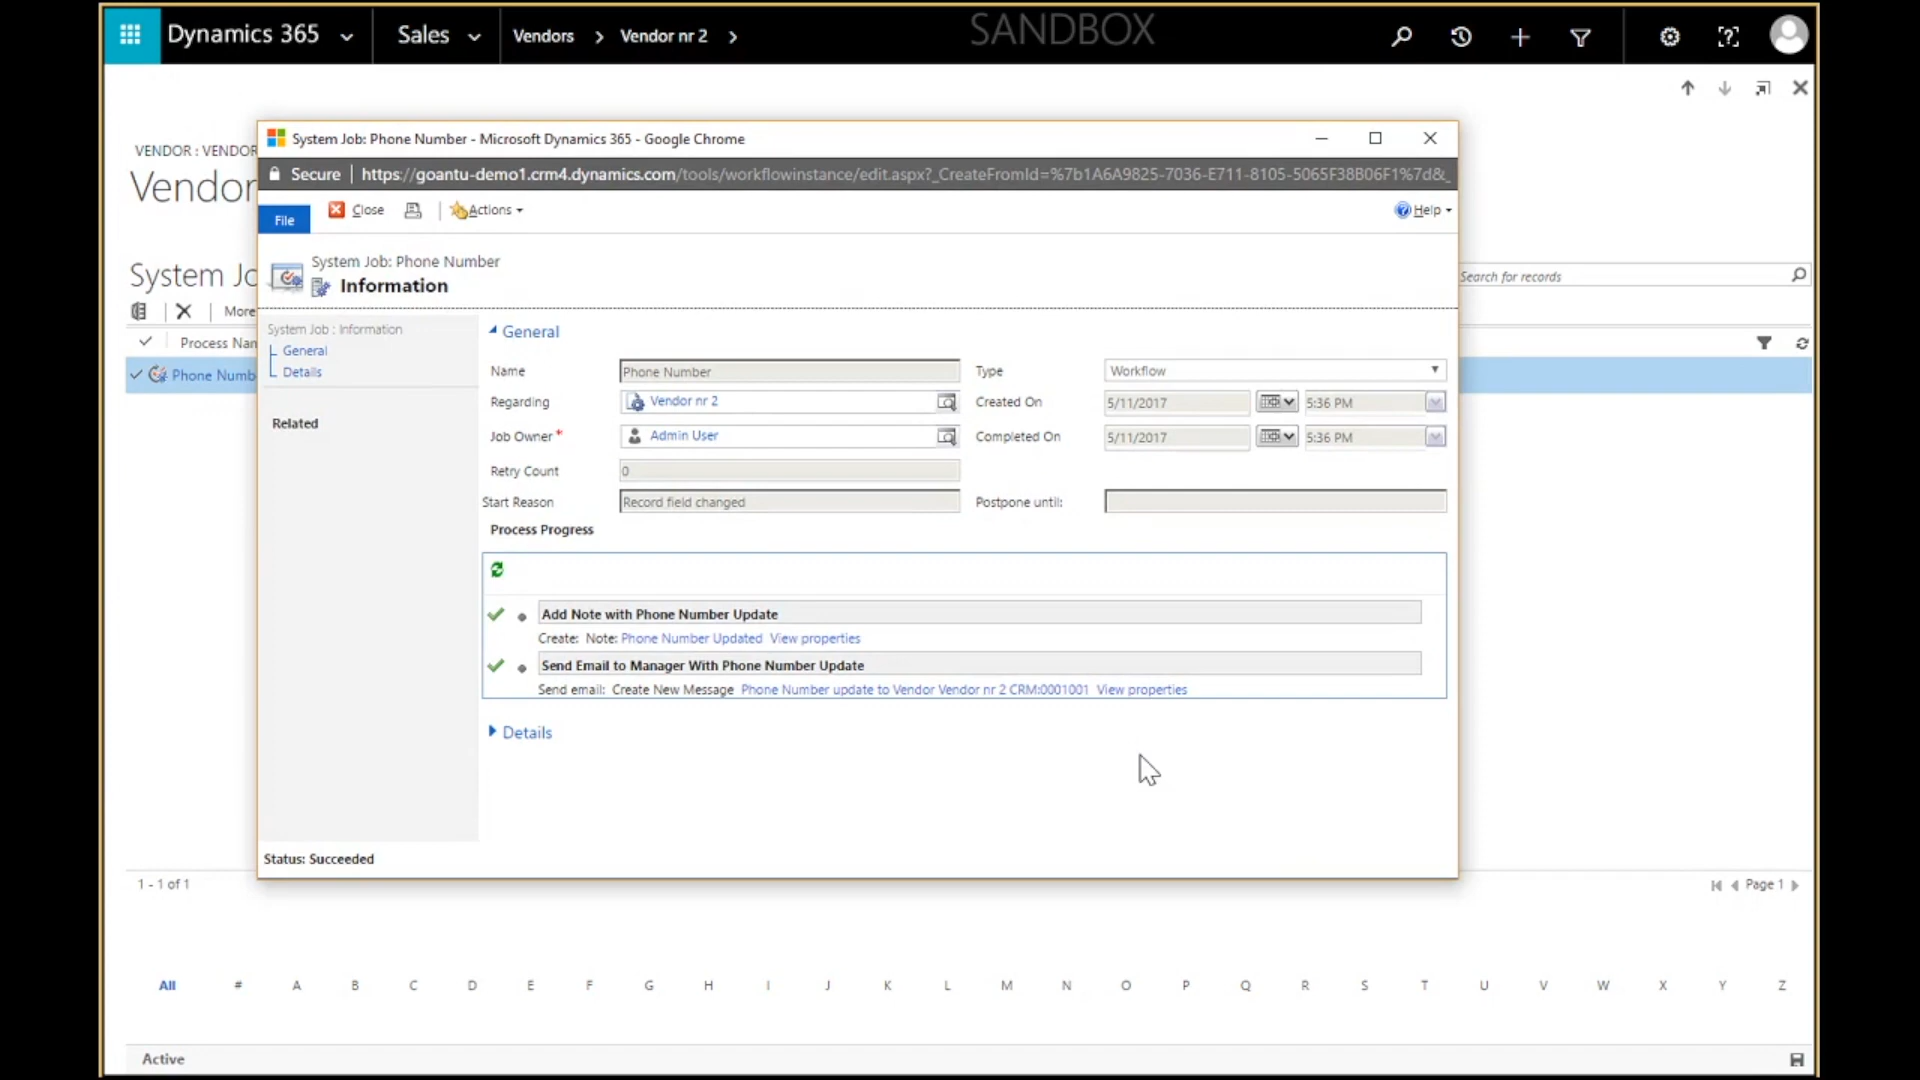 Dynamics 365 Sales Vendors Vendor nr 2 SANDBOX
VENDOR : VENDOR
Vendor
System Job: Phone Number - Microsoft Dynamics 365 - Google Chrome
Secure https://goantu-demo1.crm4.dynamics.com/tools/workflowinstance/edit.aspx?_CreateFromId=%7b1A6A9825-7036-E711-8105-5065F38B06F1%7d&_
File Close Actions Help
System Jo
Search for records
More
Process Nam
Phone Numb
System Job: Phone Number
Information
System Job : Information
General
Details
Related
General
Name Phone Number Type Workflow
Regarding Vendor nr 2 Created On 5/11/2017 5:36 PM
Job Owner * Admin User Completed On 5/11/2017 5:36 PM
Retry Count 0
Start Reason Record field changed Postpone until:
Process Progress
Add Note with Phone Number Update
Create: Note: Phone Number Updated View properties
Send Email to Manager With Phone Number Update
Send email: Create New Message Phone Number update to Vendor Vendor nr 2 CRM:0001001 View properties
Details
Status: Succeeded
1 - 1 of 1 Page 1
All # A B C D E F G H I J K L M N O P Q R S T U V W X Y Z
Active